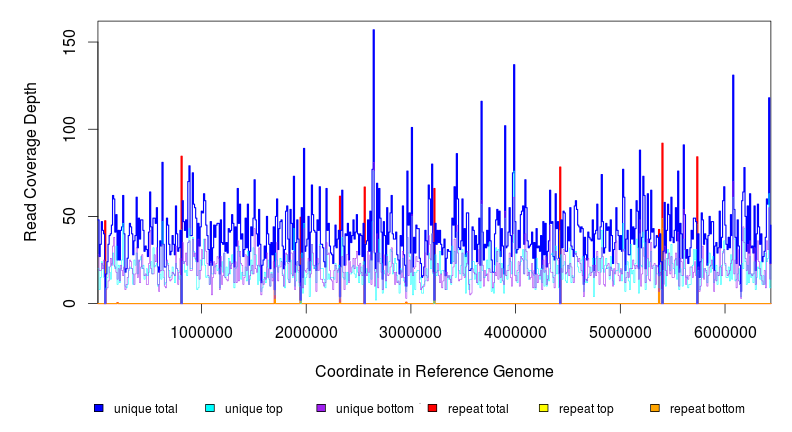 150
100
50
0
Read Coverage Depth
1000000 2000000 3000000 4000000 5000000 6000000
Coordinate in Reference Genome
unique total unique top unique bottom repeat total repeat top repeat bottom